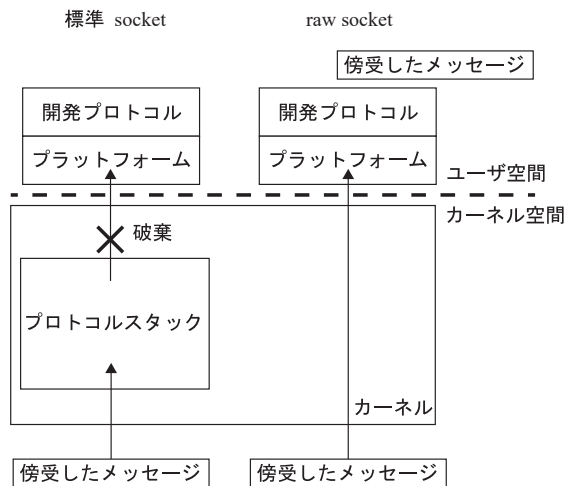 標準 socket
raw socket
傍受したメッセージ
開発プロトコル
開発プロトコル
プラットフォーム
プラットフォーム
ユーザ空間
カーネル空間
破棄
プロトコルスタック
カーネル
傍受したメッセージ
傍受したメッセージ